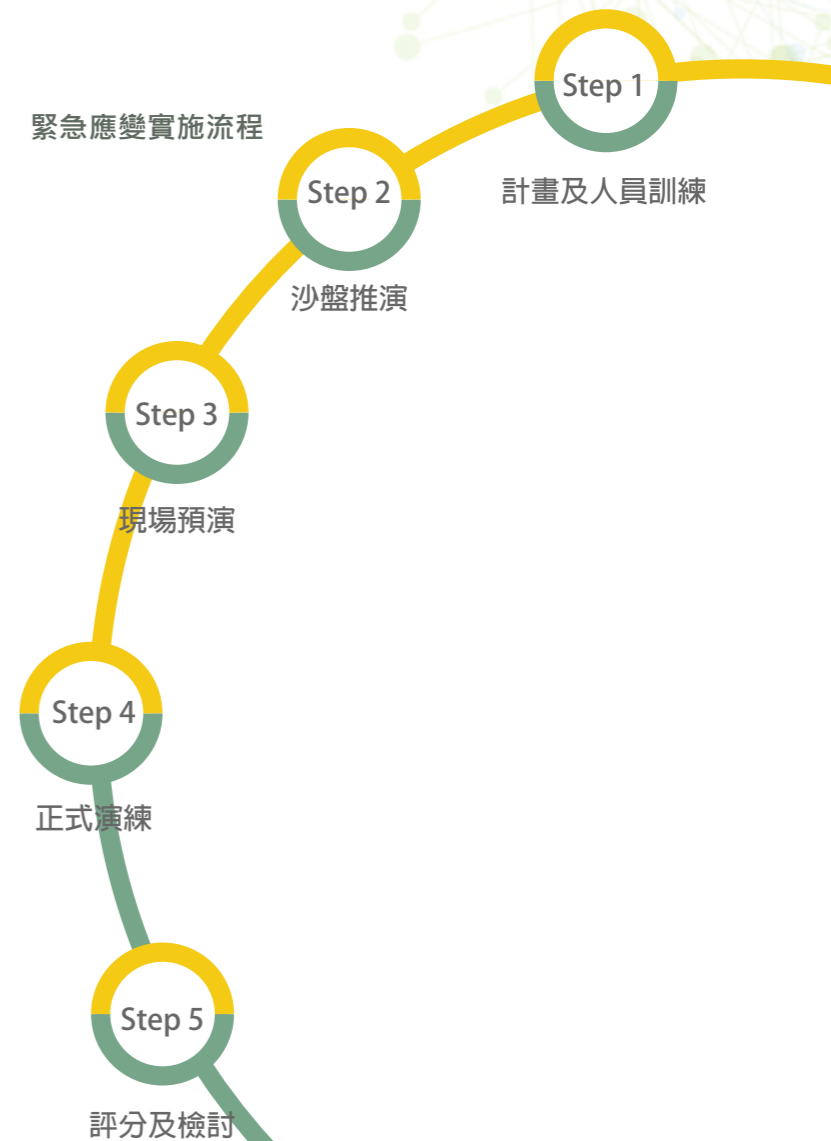 緊急應變實施流程
Step 1
計畫及人員訓練
Step 2
沙盤推演
Step 3
現場預演
Step 4
正式演練
Step 5
評分及檢討